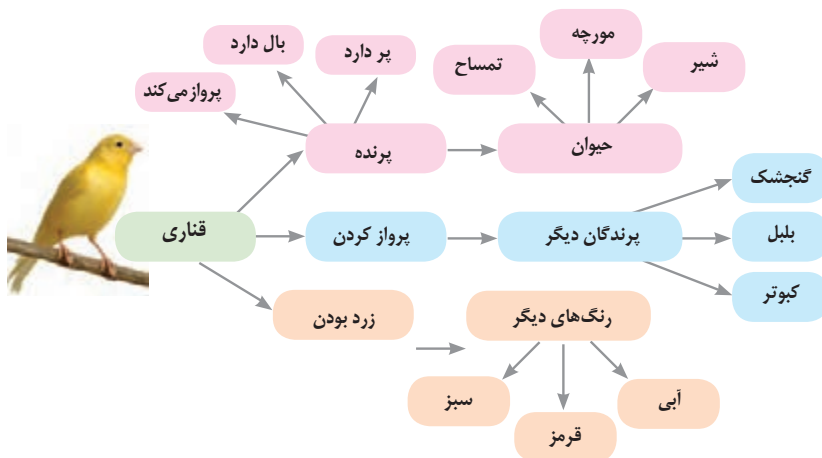 مورچه
بال دارد
پر دارد
شیر
تمساح
پروازمی‌کند
پرنده
حیوان
گنجشک
قناری
پرواز کردن
پرندگان دیگر
بلبل
کبوتر
زرد بودن
رنگ‌های دیگر
سبز
آبی
قرمز